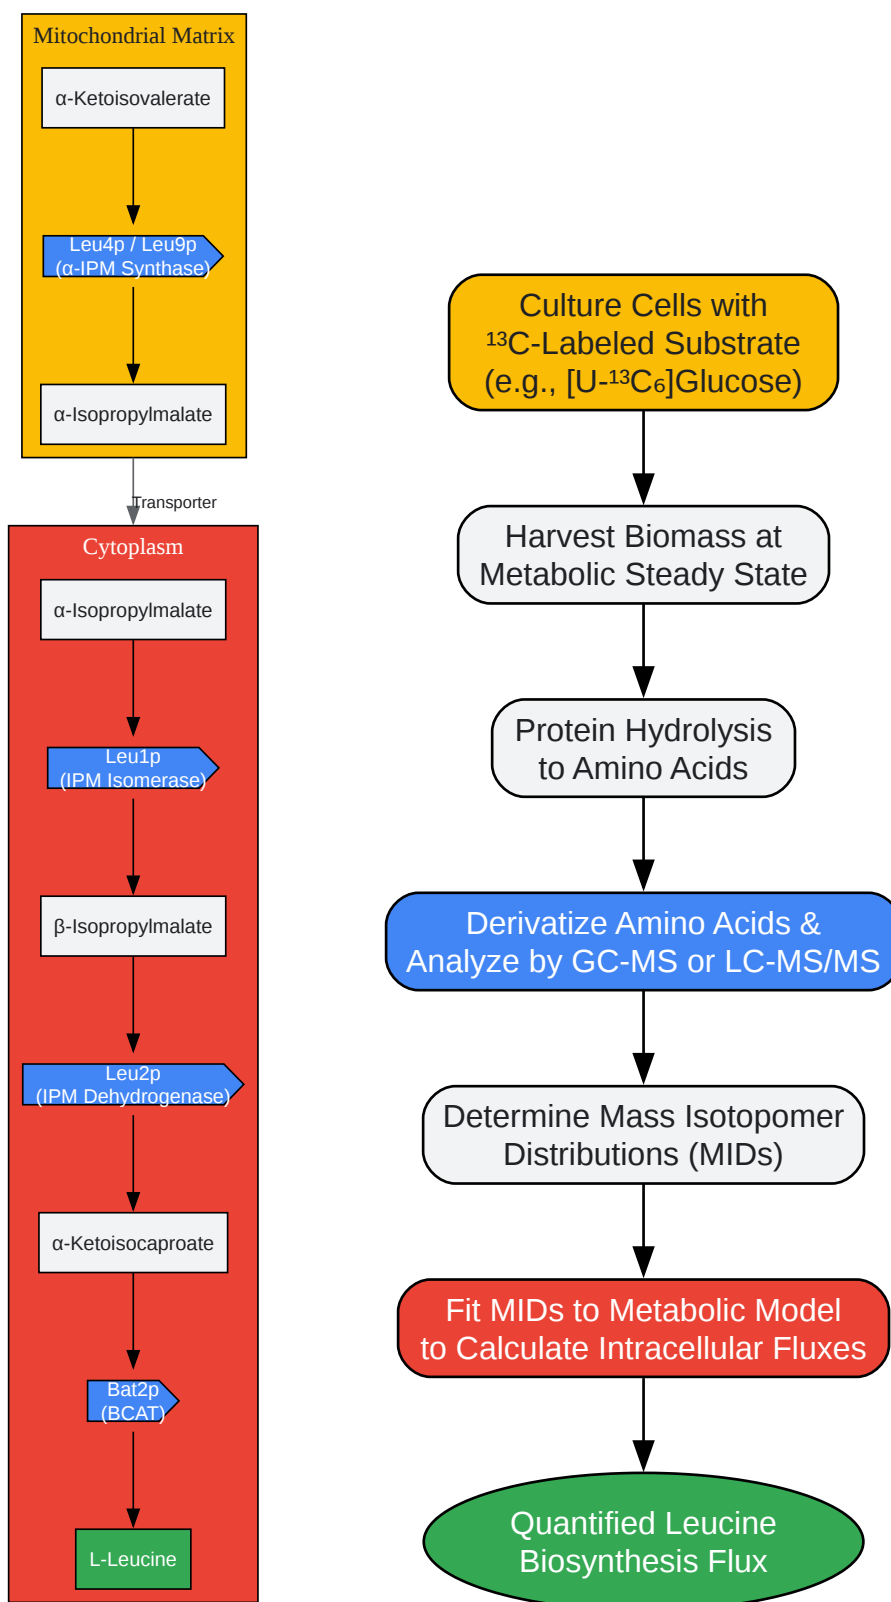 Mitochondrial Matrix
α-Ketoisovalerate
Leu4p / Leu9p
(α-IPM Synthase)
α-Isopropylmalate
Transporter
Cytoplasm
α-Isopropylmalate
Leu1p
(IPM Isomerase)
β-Isopropylmalate
Leu2p
(IPM Dehydrogenase)
α-Ketoisocaproate
Bat2p
(BCAT)
L-Leucine
Culture Cells with
¹³C-Labeled Substrate
(e.g., [U-¹³C₆]Glucose)
Harvest Biomass at
Metabolic Steady State
Protein Hydrolysis
to Amino Acids
Derivatize Amino Acids &
Analyze by GC-MS or LC-MS/MS
Determine Mass Isotopomer
Distributions (MIDs)
Fit MIDs to Metabolic Model
to Calculate Intracellular Fluxes
Quantified Leucine
Biosynthesis Flux